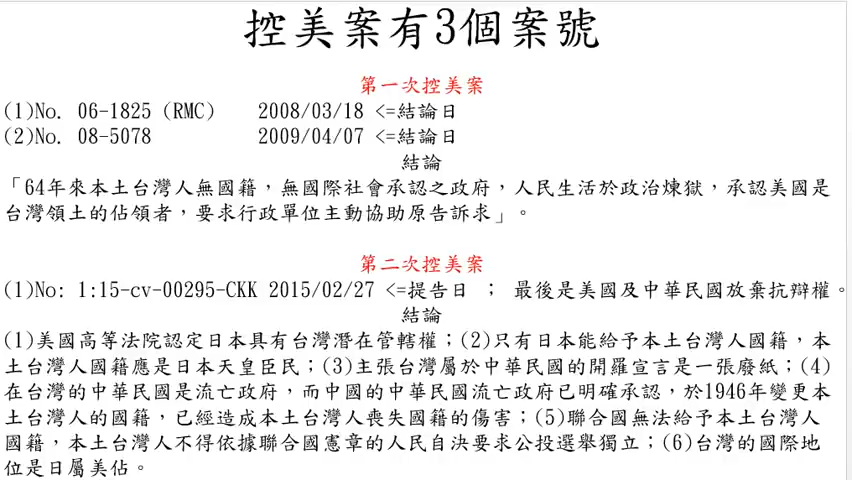 控美案有3個案號
第一次控美案
(1)No. 06-1825 (RMC) 2008/03/18 <=結論日
(2)No. 08-5078 2009/04/07 <=結論日
結論
「64年來本土台灣人無國籍，無國際社會承認之政府，人民生活於政治煉獄，承認美國是
台灣領土的佔領者，要求行政單位主動協助原告訴求」。
第二次控美案
(1)No: 1:15-cv-00295-CKK 2015/02/27 <=提告日 ； 最後是美國及中華民國放棄抗辯權。
結論
(1)美國高等法院認定日本具有台灣潛在管轄權；(2)只有日本能給予本土台灣人國籍，本
土台灣人國籍應是日本天皇臣民；(3)主張台灣屬於中華民國的開羅宣言是一張廢紙；(4)
在台灣的中華民國是流亡政府，而中國的中華民國流亡政府已明確承認，於1946年變更本
土台灣人的國籍，已經造成本土台灣人喪失國籍的傷害；(5)聯合國無法給予本土台灣人
國籍，本土台灣人不得依據聯合國憲章的人民自決要求公投選舉獨立；(6)台灣的國際地
位是日屬美佔。